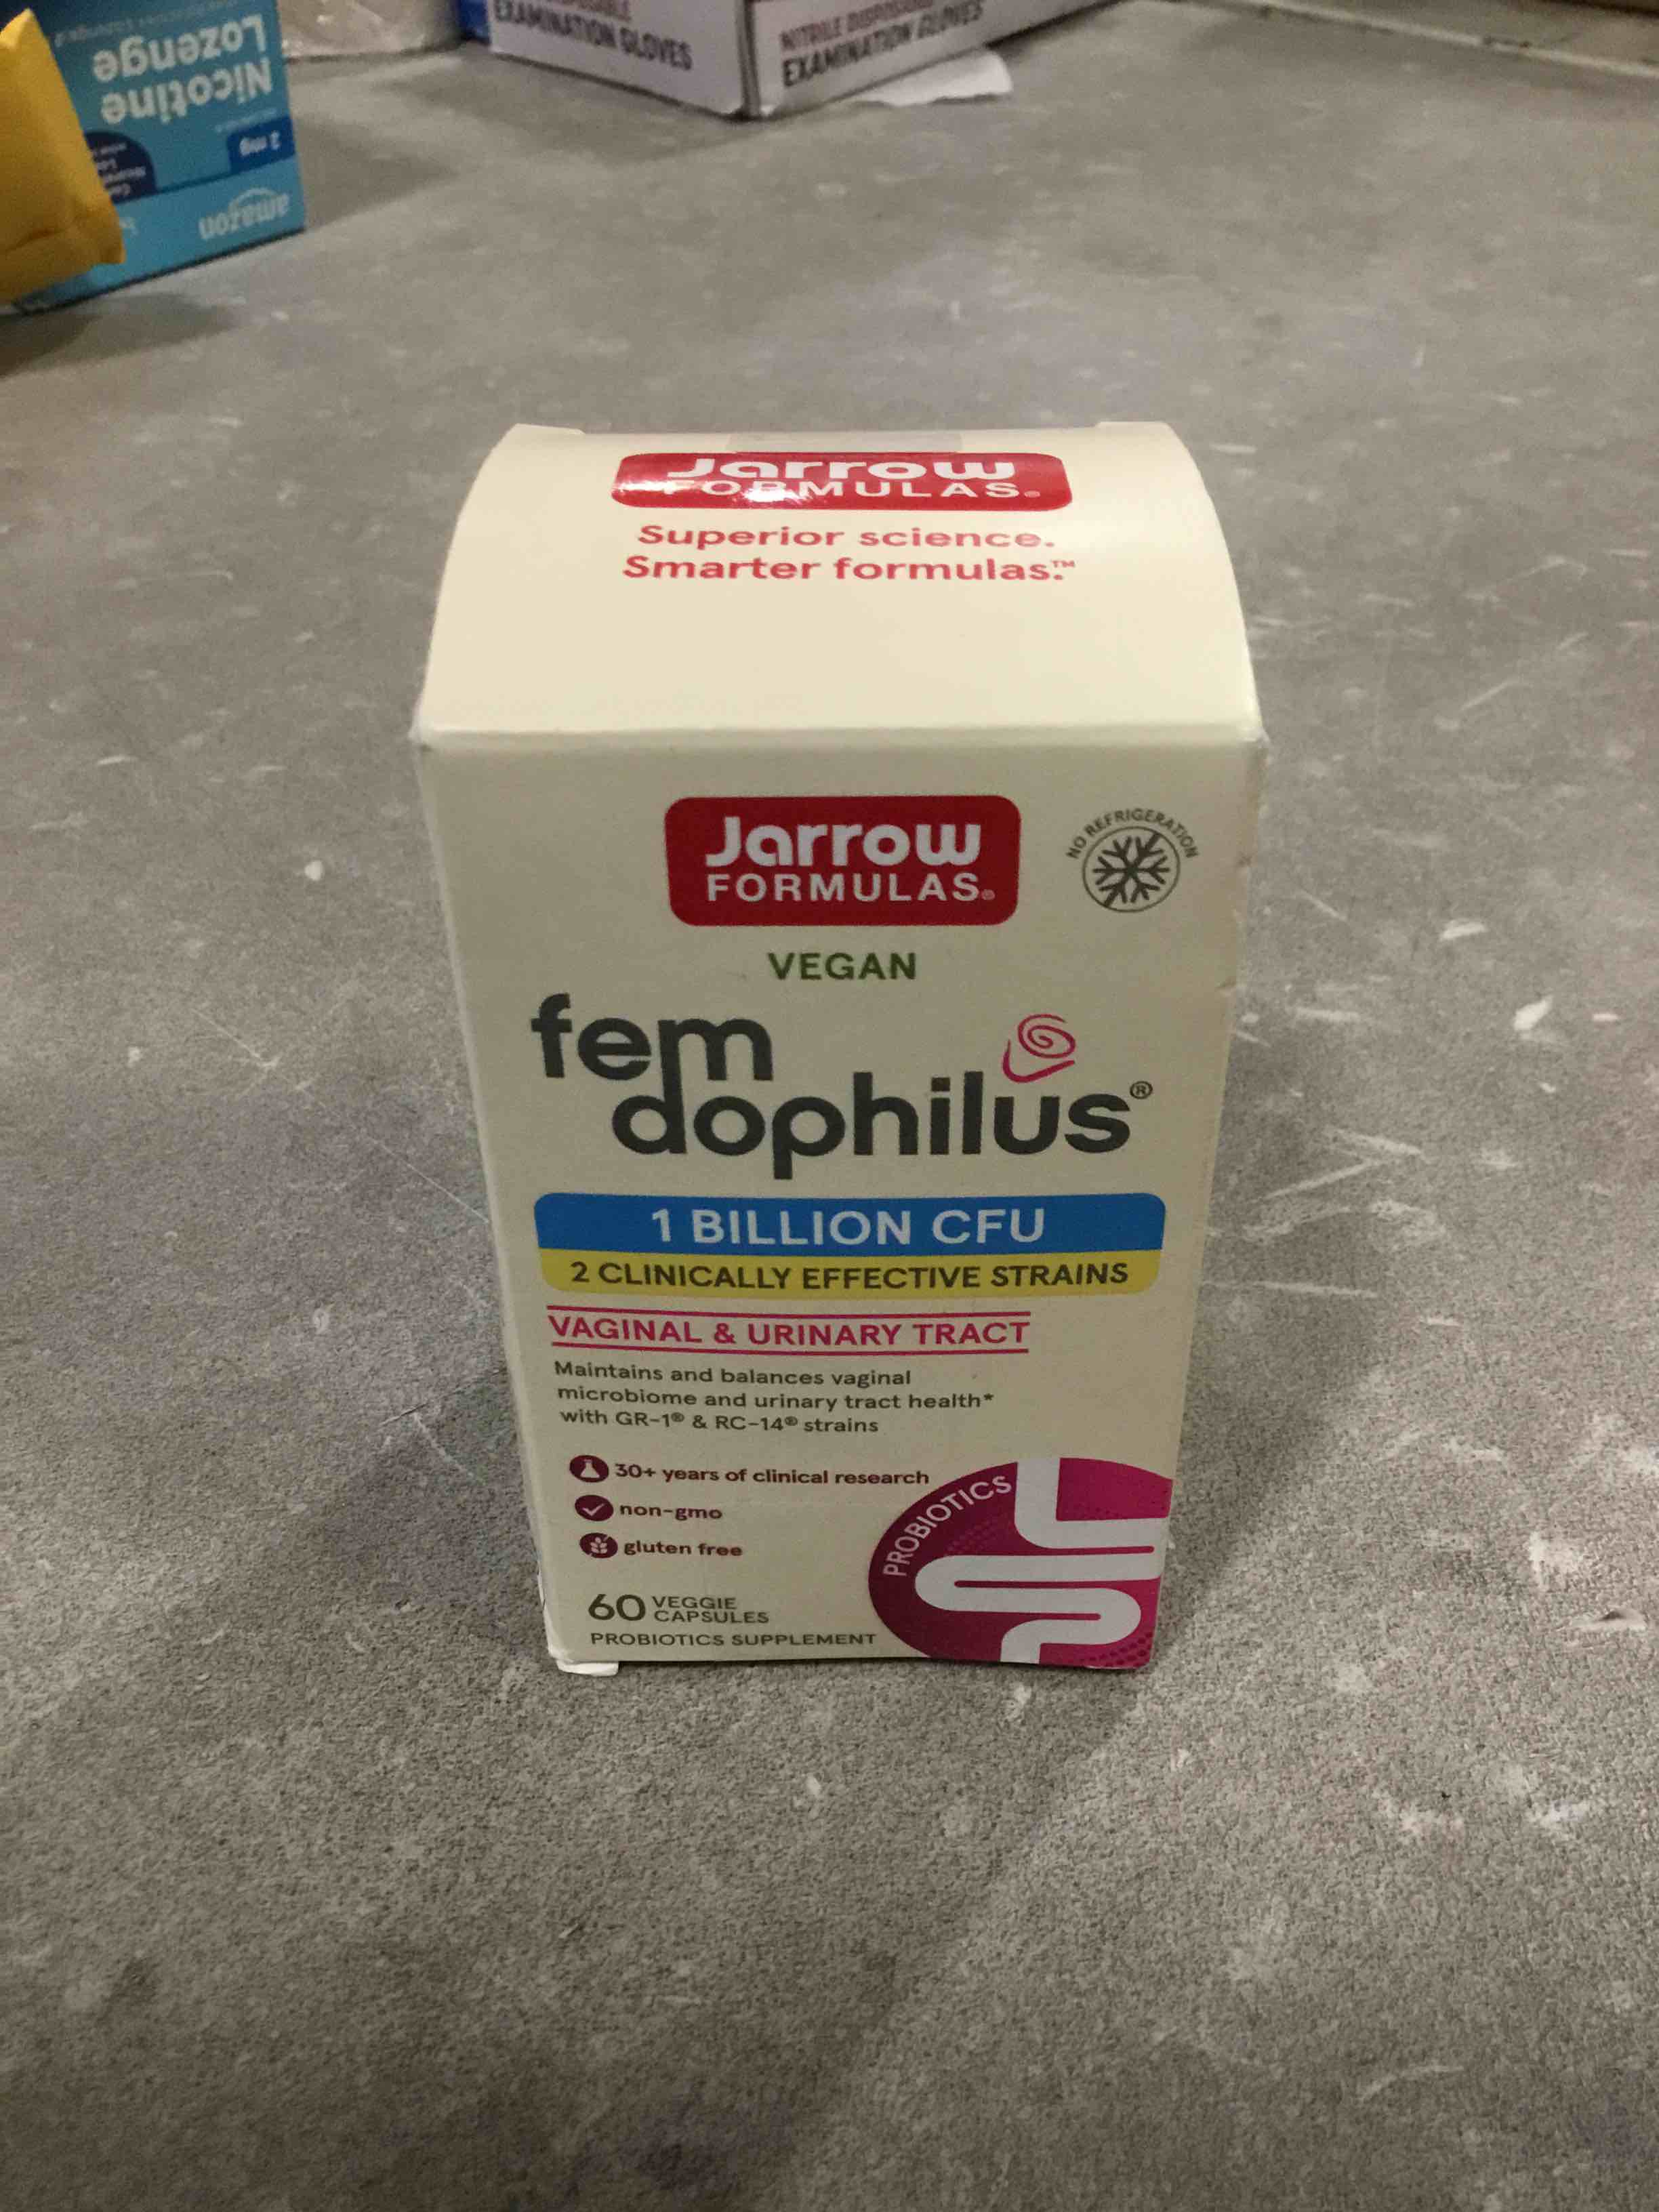 EXAMINATION GLOVES
NITRILE DISPOSABLE
EXAMINATION GLOVES
Nicotine
Lozenge
2 mg
amazon
Jarrow
FORMULAS®
Superior science.
Smarter formulas.™
Jarrow
FORMULAS®
NO REFRIGERATION
VEGAN
fem
dophilus®
1 BILLION CFU
2 CLINICALLY EFFECTIVE STRAINS
VAGINAL & URINARY TRACT
Maintains and balances vaginal
microbiome and urinary tract health*
with GR-1® & RC-14® strains
30+ years of clinical research
non-gmo
gluten free
PROBIOTICS
60 VEGGIE
CAPSULES
PROBIOTICS SUPPLEMENT